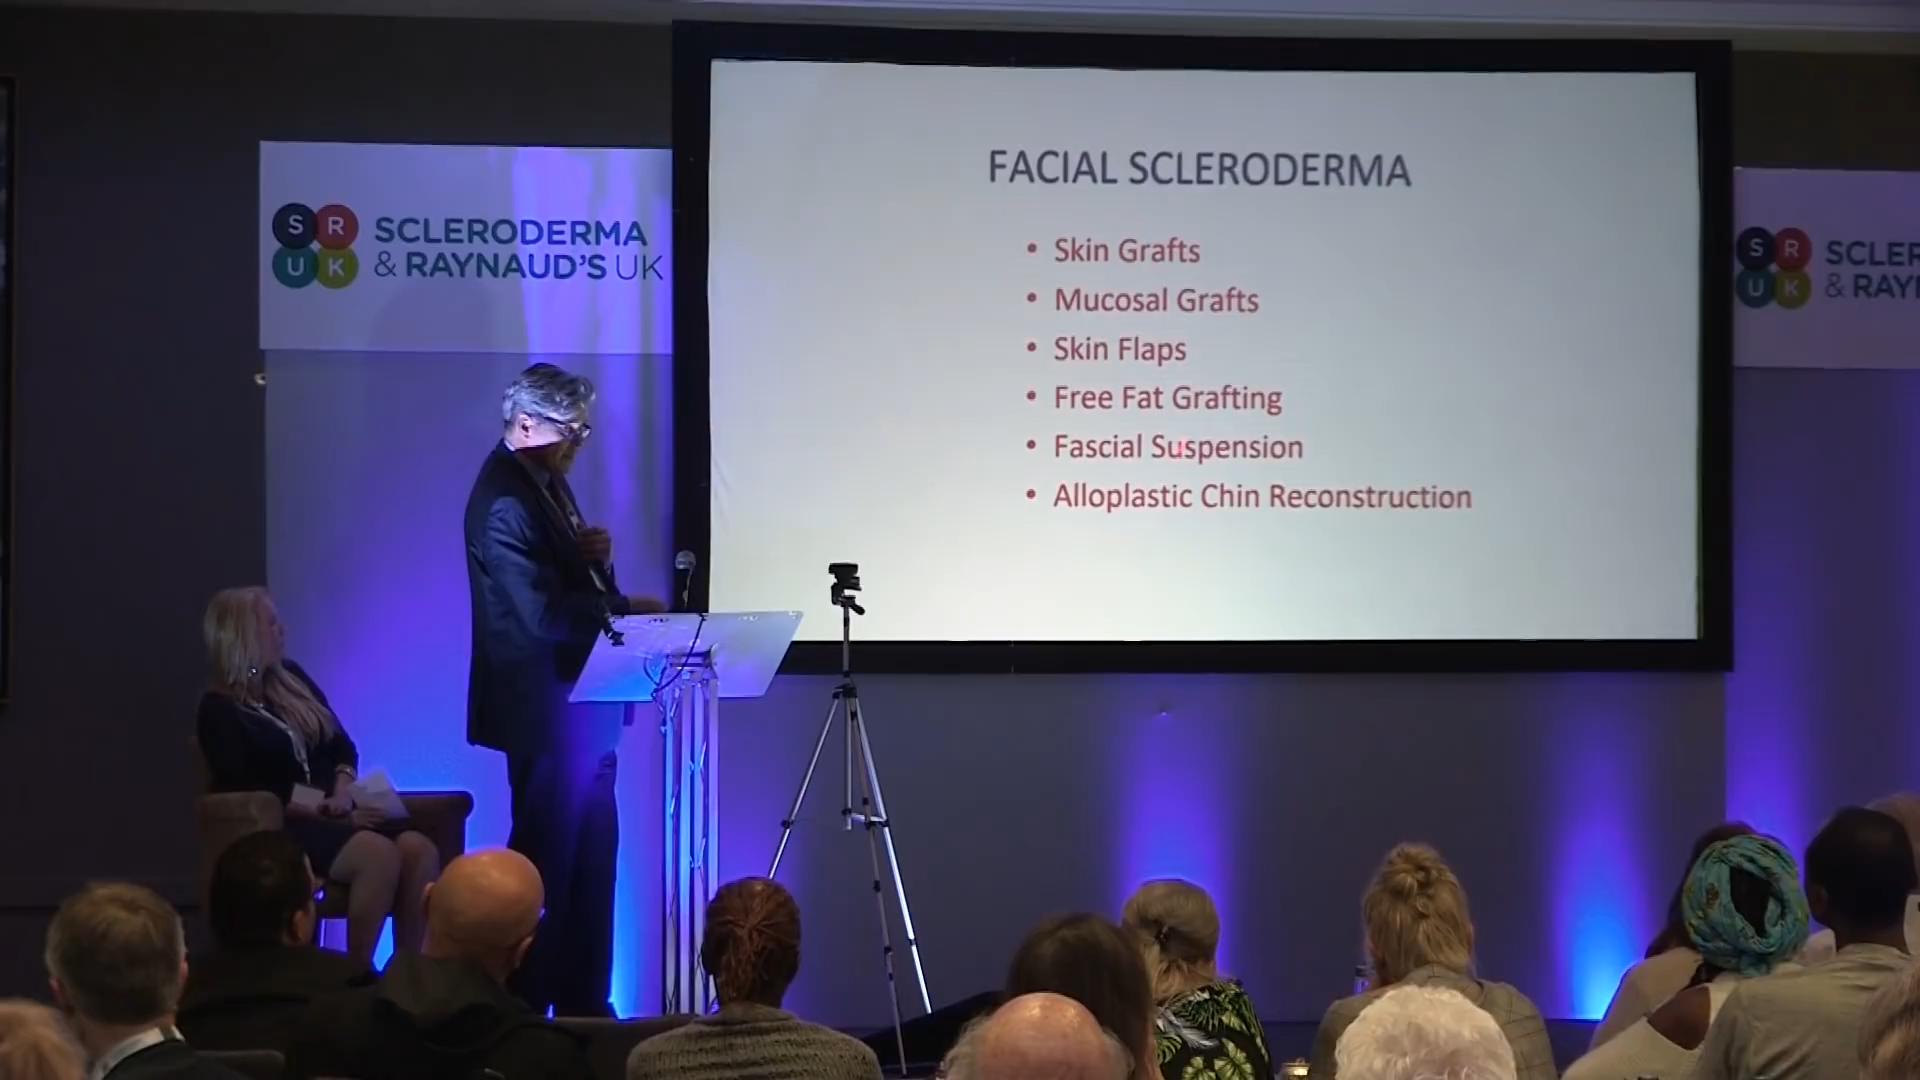 S R
U K
SCLERODERMA
& RAYNAUD'S UK
FACIAL SCLERODERMA
• Skin Grafts
• Mucosal Grafts
• Skin Flaps
• Free Fat Grafting
• Fascial Suspension
• Alloplastic Chin Reconstruction
S R
U K
SCLER
& RAYN